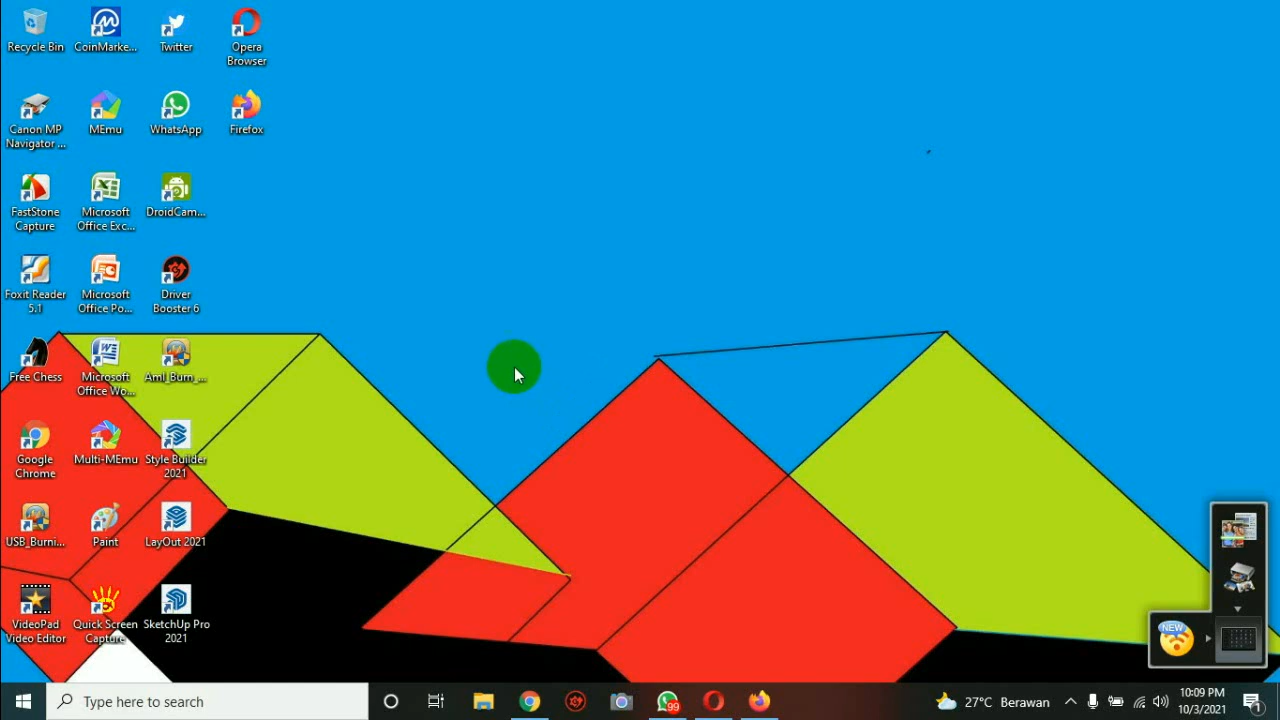 Recycle Bin
CoinMarke...
Twitter
Opera
Browser
Canon MP
Navigator ...
MEmu
WhatsApp
Firefox
FastStone
Capture
Microsoft
Office Exc...
DroidCam...
Foxit Reader
5.1
Microsoft
Office Po...
Driver
Booster 6
Free Chess
Microsoft
Office Wo...
Aml_Burn_...
Google
Chrome
Multi-MEmu
Style Builder
2021
USB_Burni...
Paint
LayOut 2021
VideoPad
Video Editor
Quick Screen
Capture
SketchUp Pro
2021
NEW
Type here to search
99
27°C Berawan
10:09 PM
10/3/2021
1